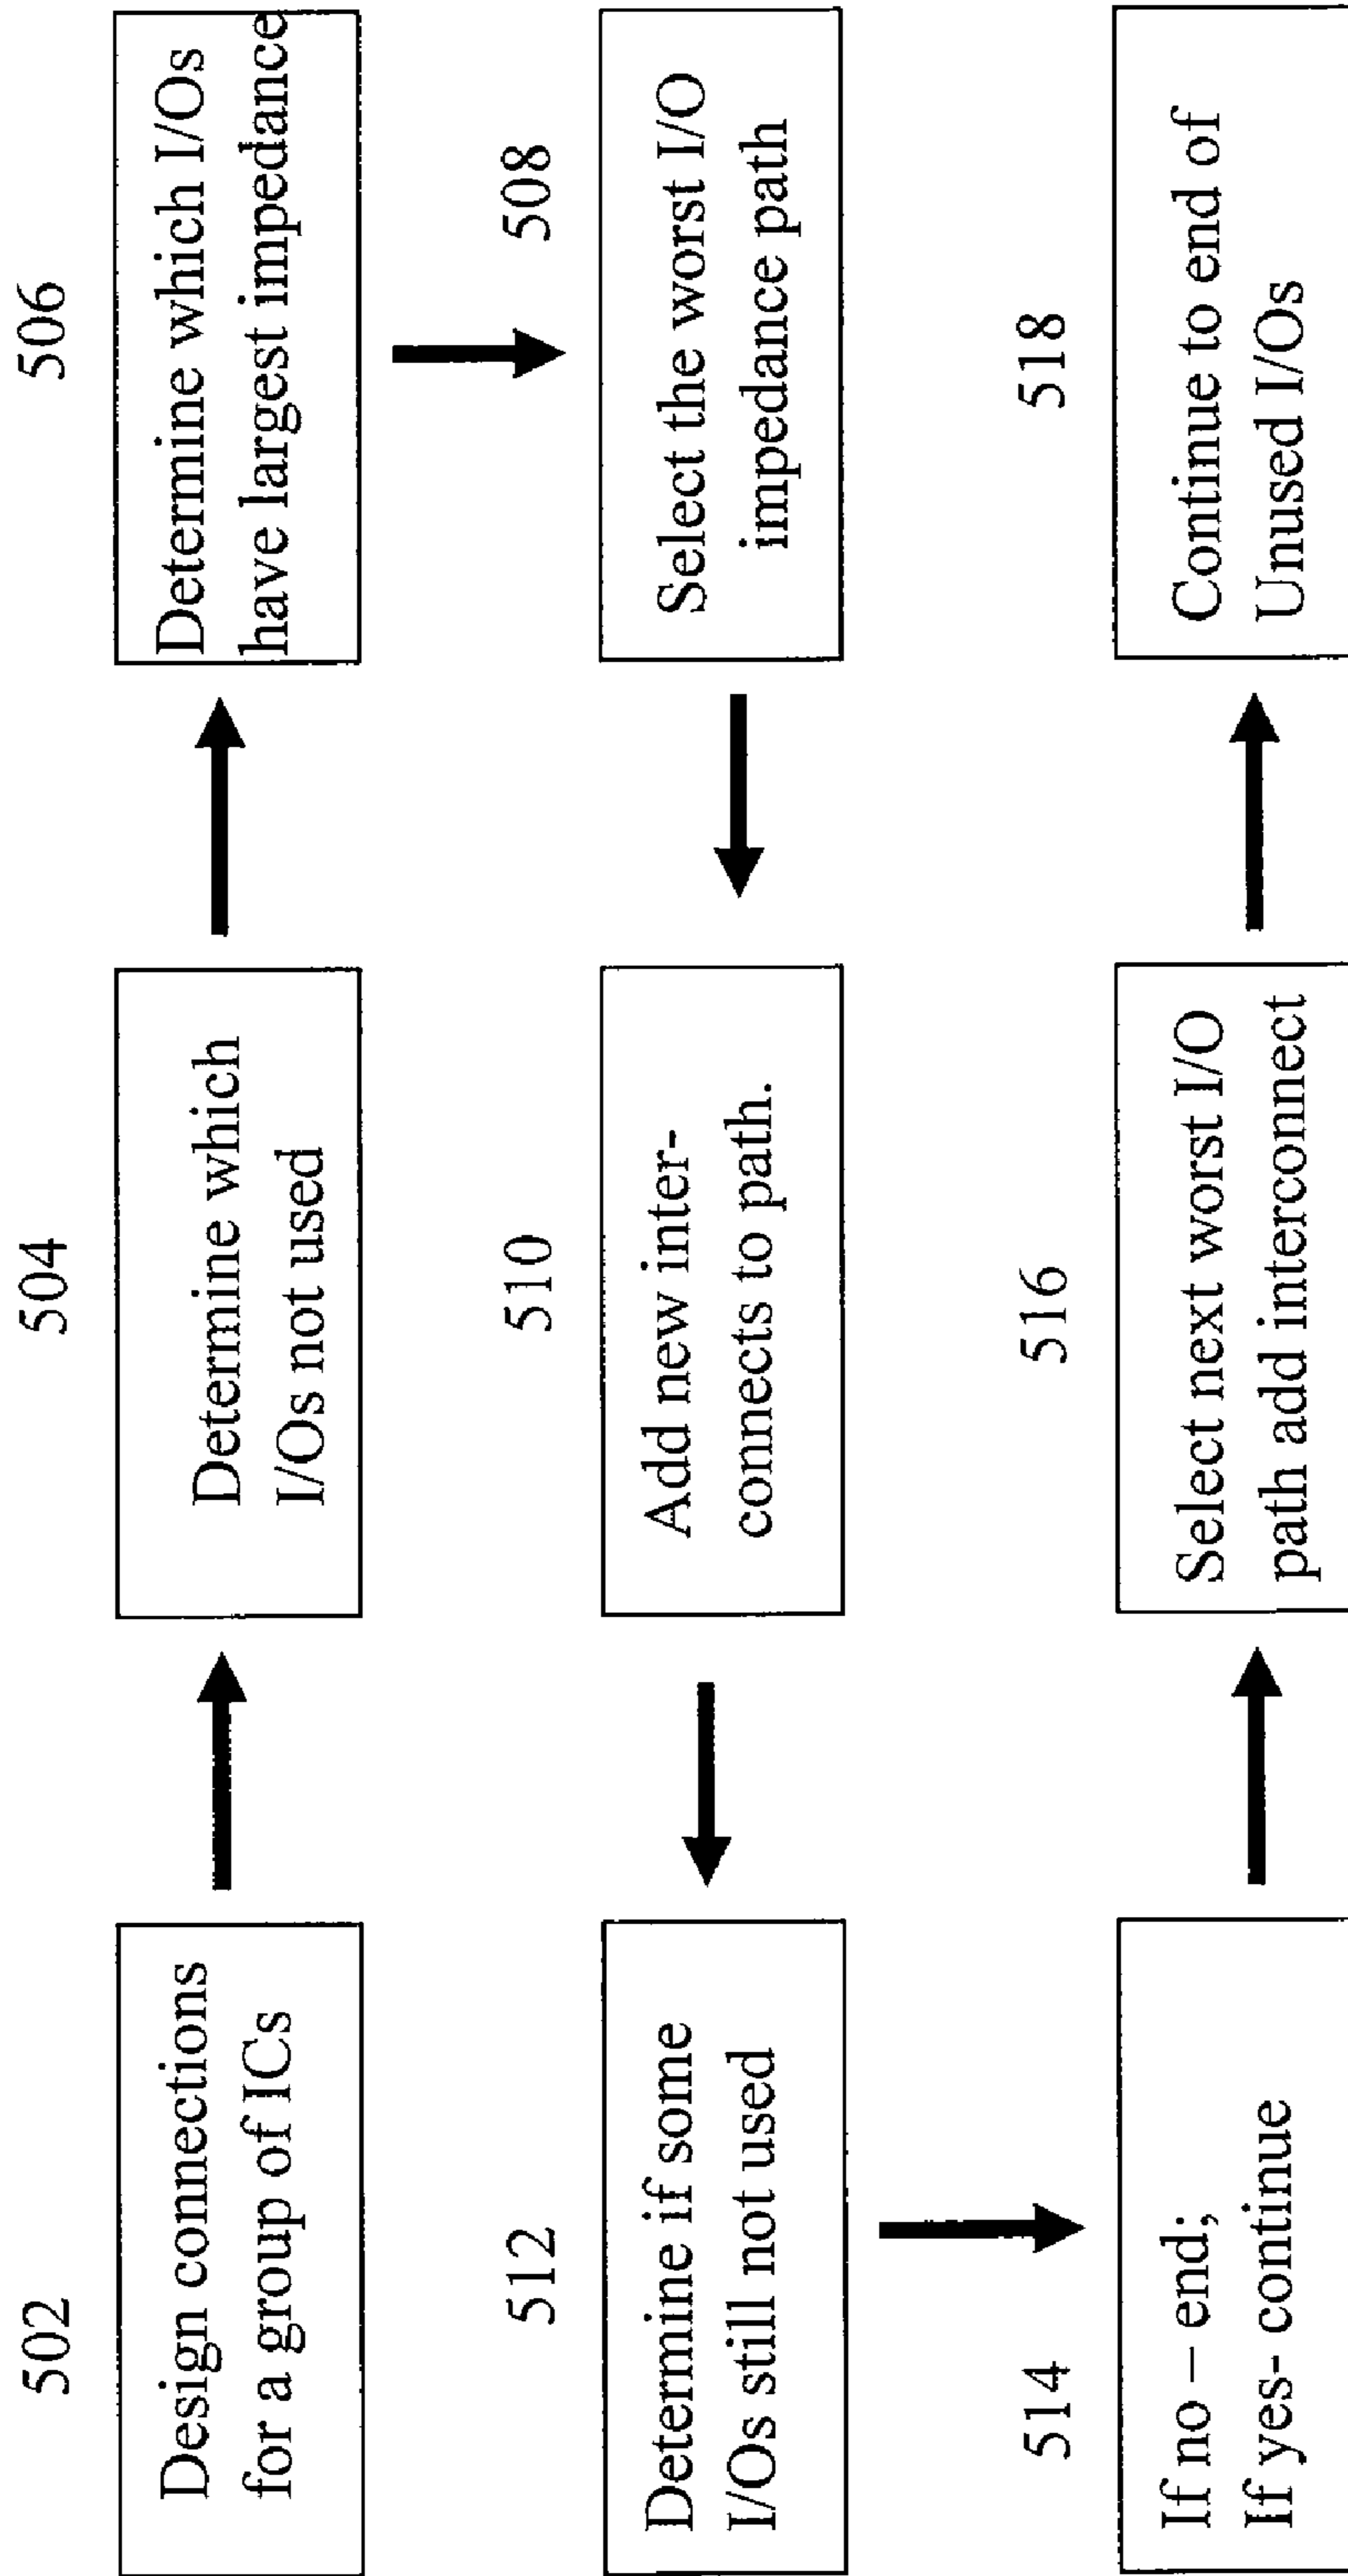 502
Design connections
for a group of ICs
504
Determine which
I/Os not used
506
Determine which I/Os
have largest impedance
508
Select the worst I/O
impedance path
510
Add new inter-
connects to path.
512
Determine if some
I/Os still not used
514
If no – end;
If yes- continue
516
Select next worst I/O
path add interconnect
518
Continue to end of
Unused I/Os